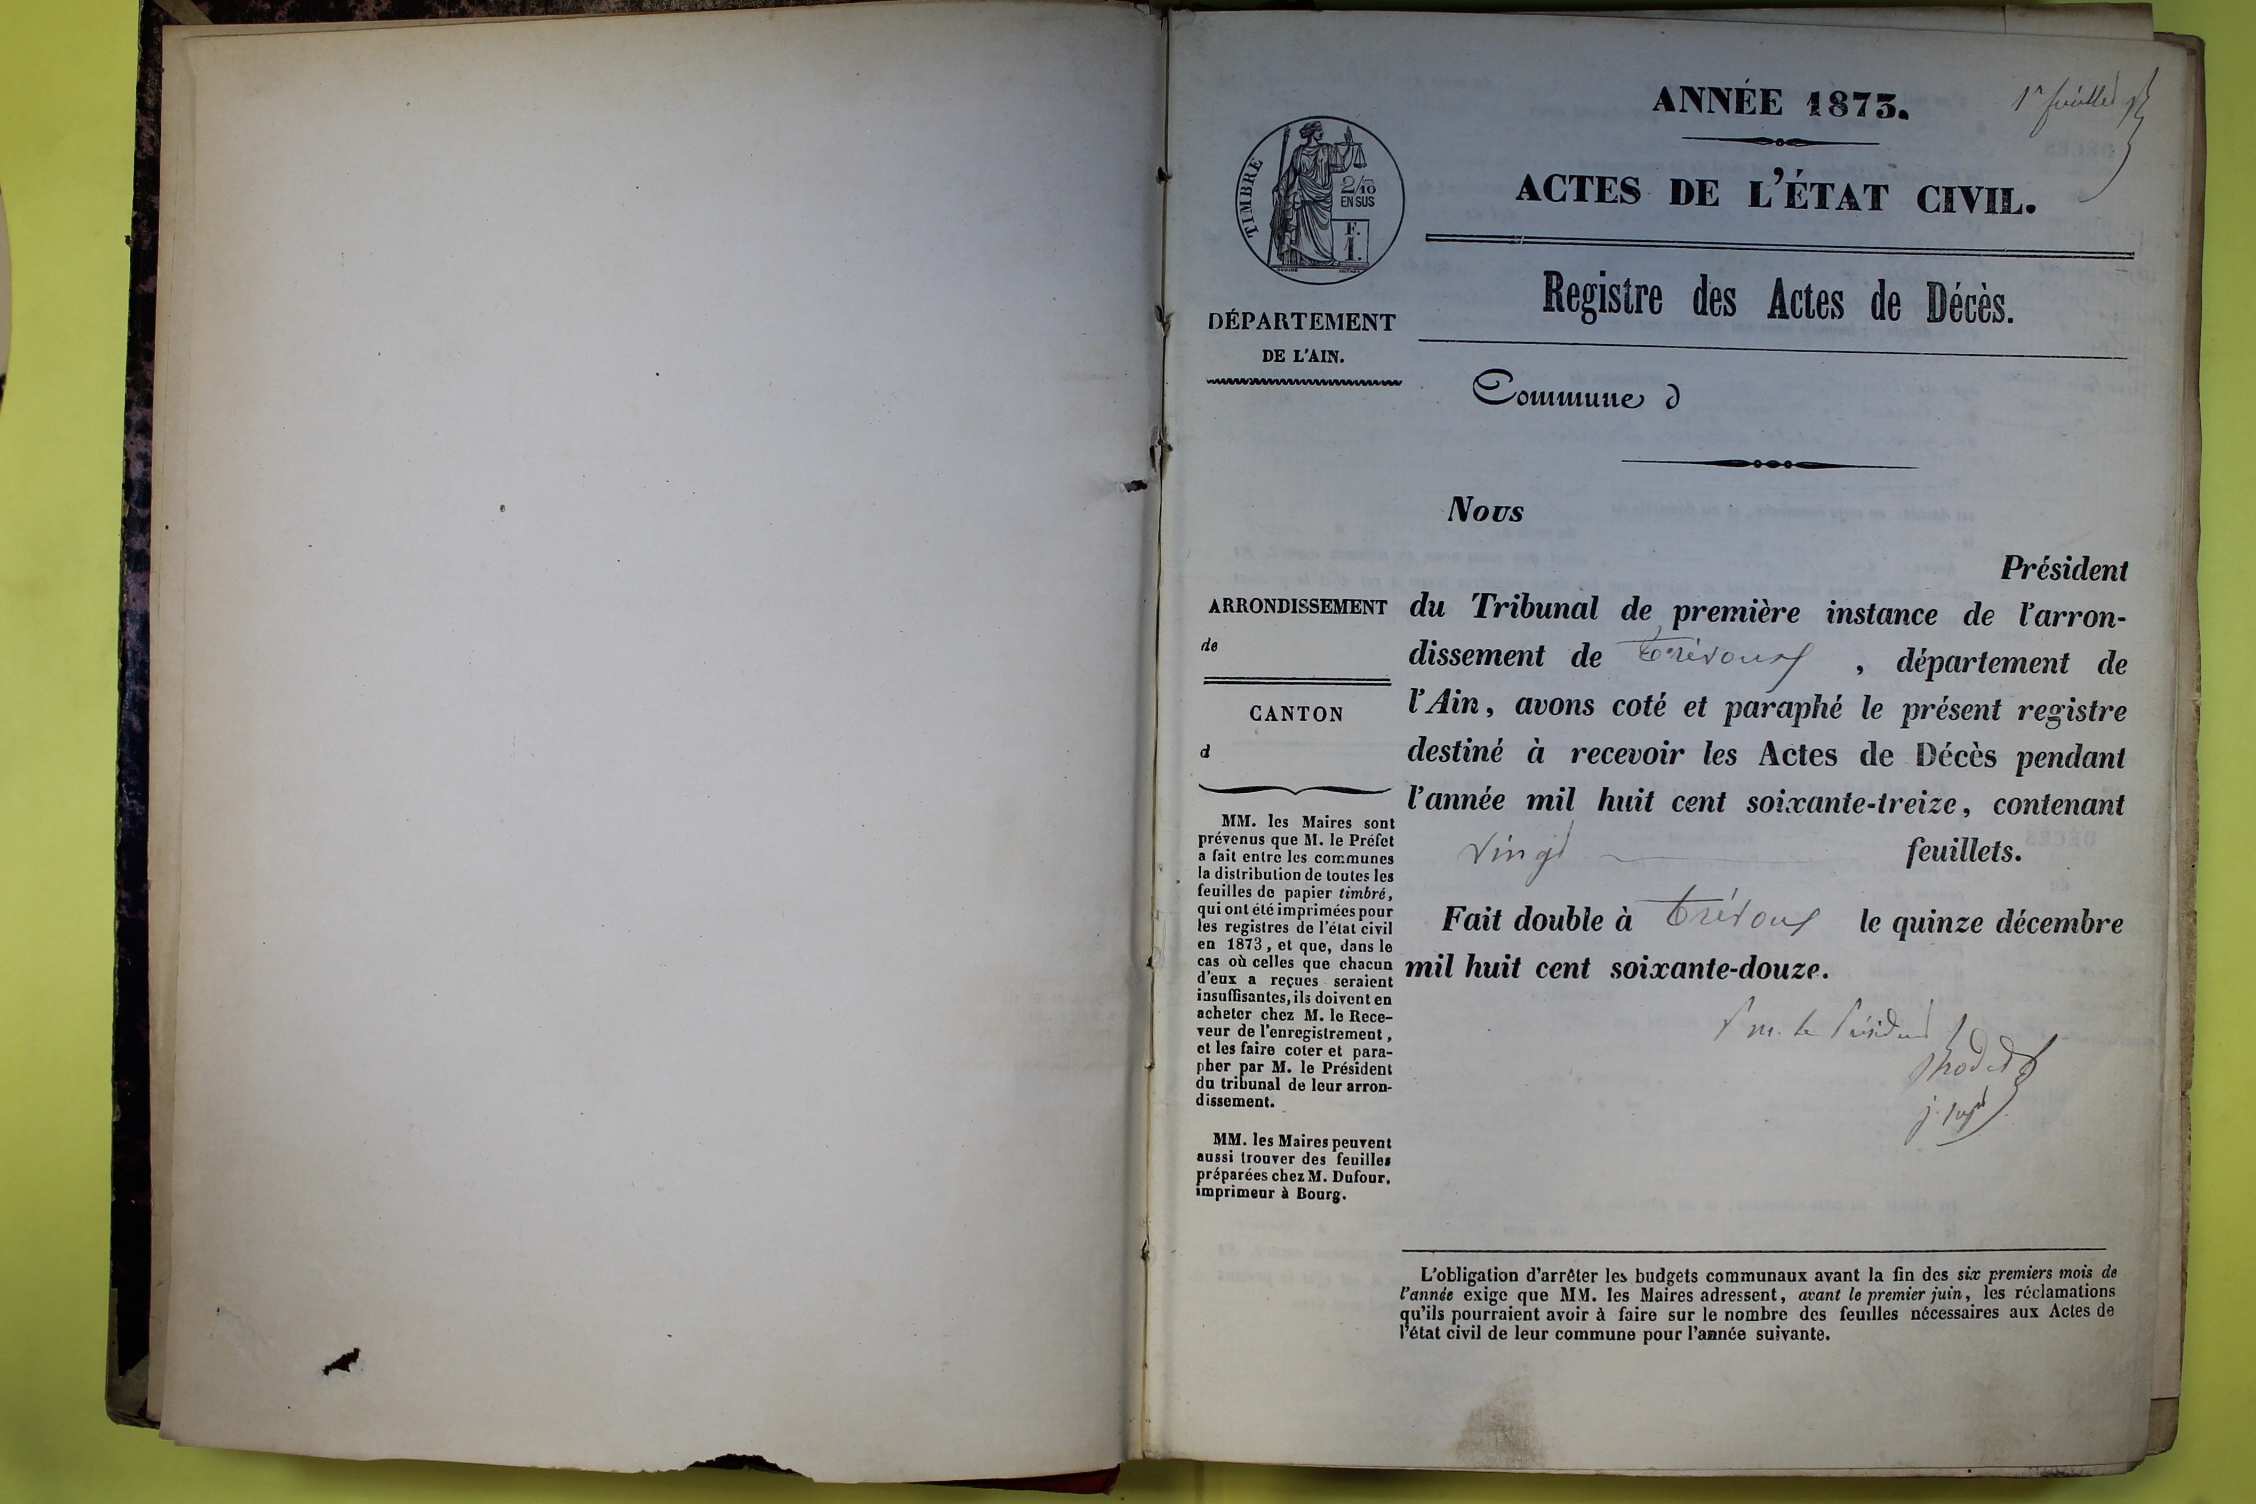 ANNÉE 1873.
1er feuillet
ACTES DE L'ÉTAT CIVIL.
TIMBRE
2/10
EN SUS
F.
1.
Registre des Actes de Décès.
DÉPARTEMENT
DE L'AIN.
Commune d
Nous
Président
ARRONDISSEMENT
de
CANTON
d
du Tribunal de première instance de l'arron-
dissement de Trévoux, département de
l'Ain, avons coté et paraphé le présent registre
destiné à recevoir les Actes de Décès pendant
l'année mil huit cent soixante-treize, contenant
vingt feuillets.
Fait double à Trévoux le quinze décembre
mil huit cent soixante-douze.
MM. les Maires sont
prévenus que M. le Préfet
a fait entre les communes
la distribution de toutes les
feuilles de papier timbré,
qui ont été imprimées pour
les registres de l'état civil
en 1873, et que, dans le
cas où celles que chacun
d'eux a reçues seraient
insuffisantes, ils doivent en
acheter chez M. le Rece-
veur de l'enregistrement,
et les faire coter et para-
pher par M. le Président
du tribunal de leur arron-
dissement.
MM. les Maires peuvent
aussi trouver des feuilles
préparées chez M. Dufour,
imprimeur à Bourg.
P. m. le Président
L'obligation d'arrêter les budgets communaux avant la fin des six premiers mois de
l'année exige que MM. les Maires adressent, avant le premier juin, les réclamations
qu'ils pourraient avoir à faire sur le nombre des feuilles nécessaires aux Actes de
l'état civil de leur commune pour l'année suivante.